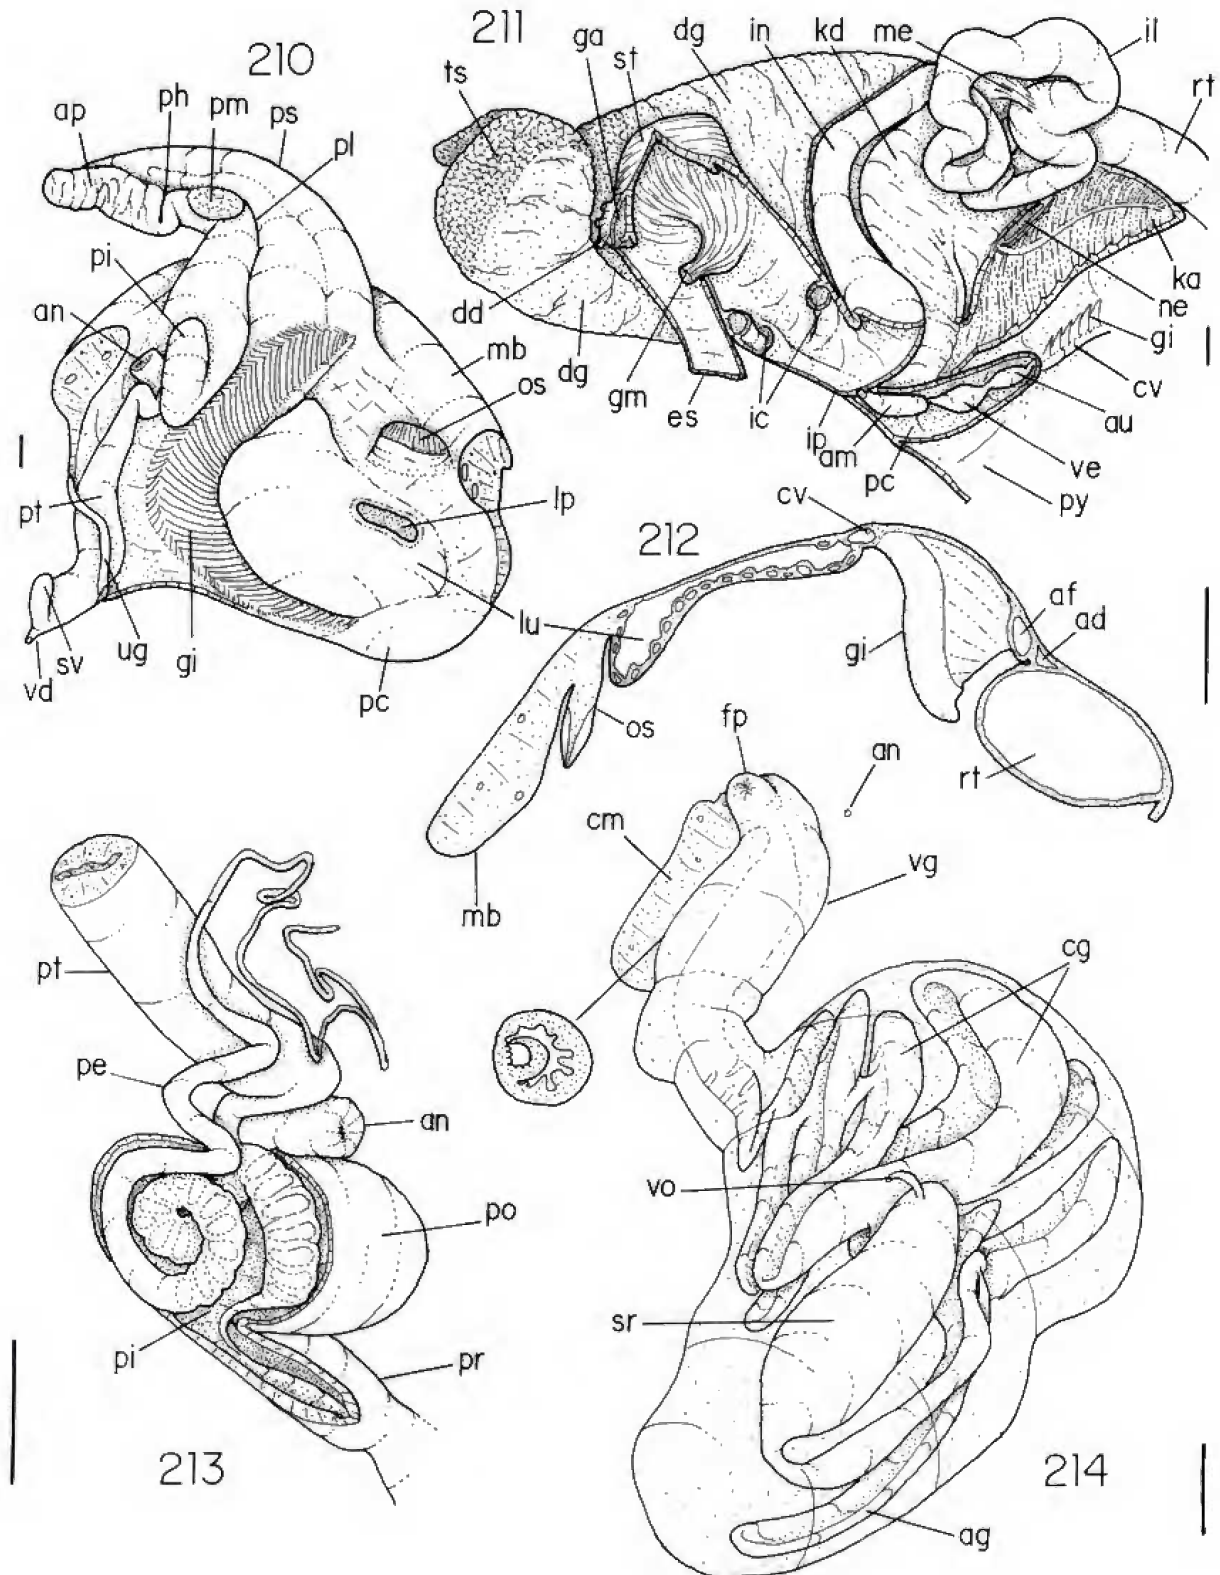 210
ap
ph
pm
ps
pl
pi
an
mb
os
lp
pt
lu
vd
sv
ug
gi
pc
211
ts
ga
st
dg
in
kd
me
il
rt
dd
dg
gm
es
ic
ip
am
pc
ve
py
au
cv
gi
ne
ka
212
cv
lu
os
mb
gi
af
ad
rt
213
pt
pe
an
po
pi
pr
214
fp
an
cm
vg
cg
vo
sr
ag